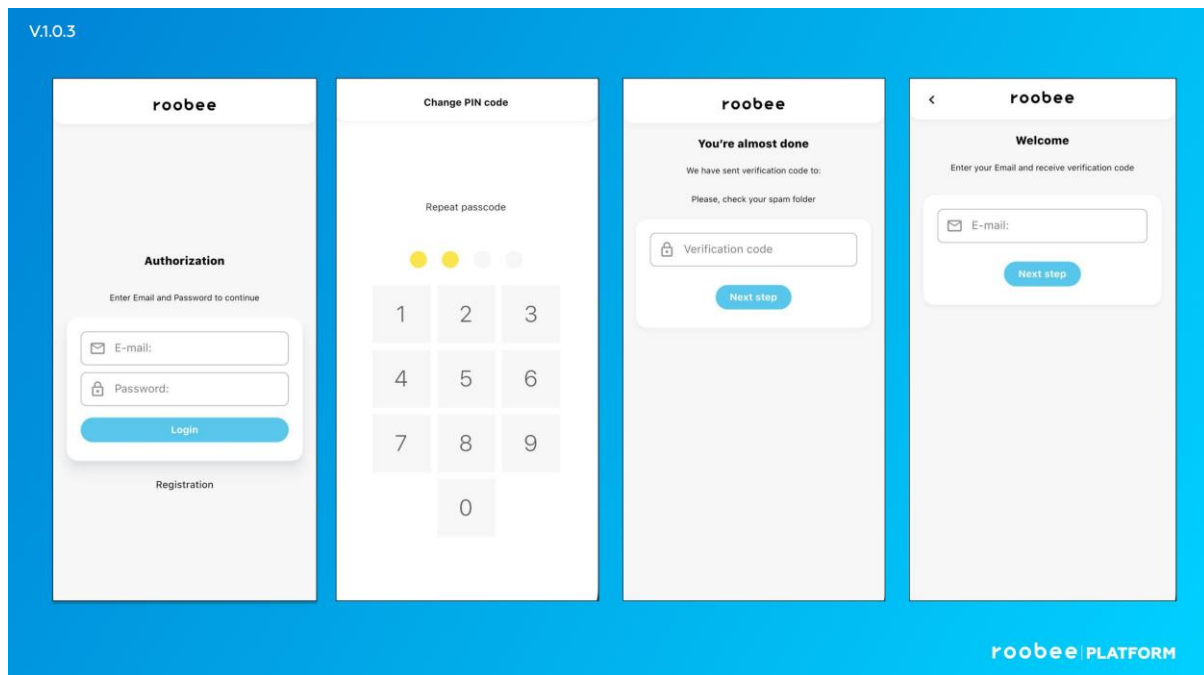 V.1.0.3
roobee
Authorization
Enter Email and Password to continue
E-mail:
Password:
Login
Registration
Change PIN code
Repeat passcode
1 2 3
4 5 6
7 8 9
0
roobee
You're almost done
We have sent verification code to:
Please, check your spam folder
Verification code
Next step
<
roobee
Welcome
Enter your Email and receive verification code
E-mail:
Next step
roobee|PLATFORM